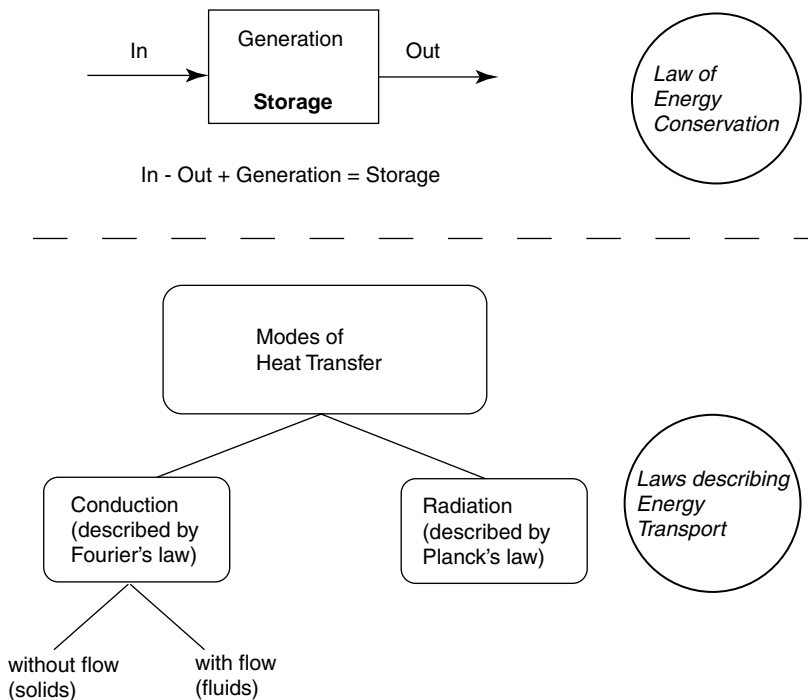 In
Generation
Storage
Out
Law of
Energy
Conservation
In - Out + Generation = Storage
Modes of
Heat Transfer
Conduction
(described by
Fourier's law)
Radiation
(described by
Planck's law)
Laws describing
Energy
Transport
without flow
(solids)
with flow
(fluids)